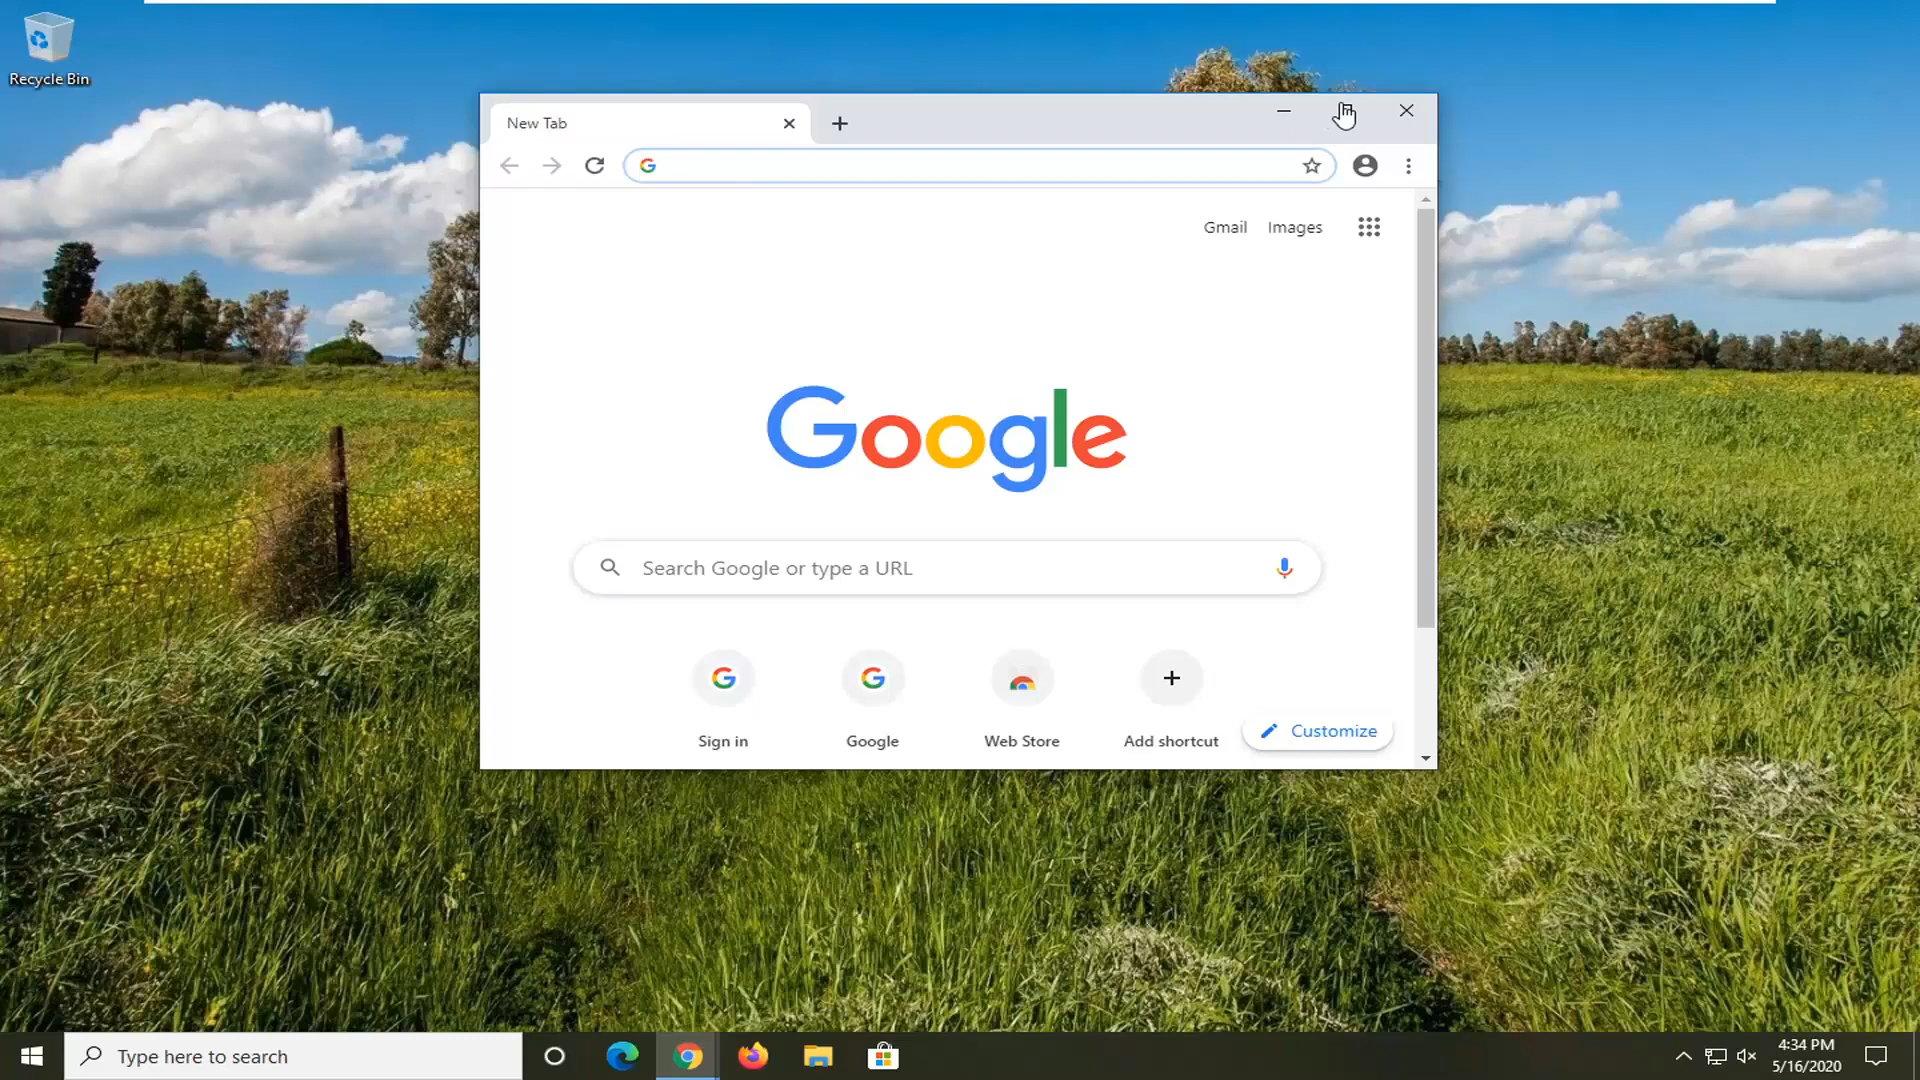 Recycle Bin
New Tab
Gmail Images
Google
Search Google or type a URL
Sign in Google Web Store Add shortcut
Customize
Type here to search
4:34 PM
5/16/2020